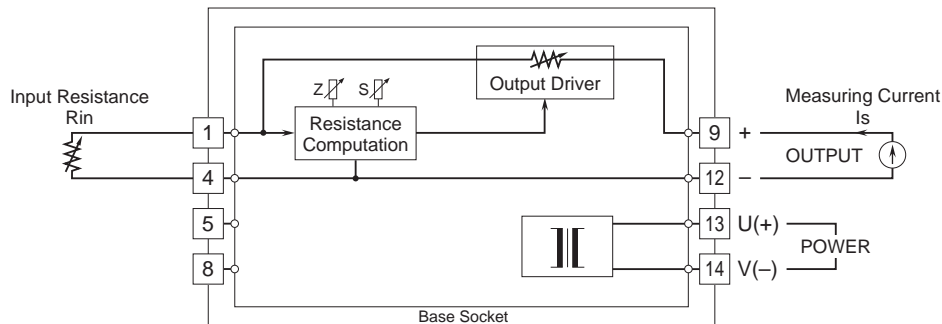 Input Resistance
Rin
1
4
5
8
Z
S
Resistance
Computation
Output Driver
9
+
12
–
13
U(+)
14
V(–)
Measuring Current
Is
OUTPUT
POWER
Base Socket